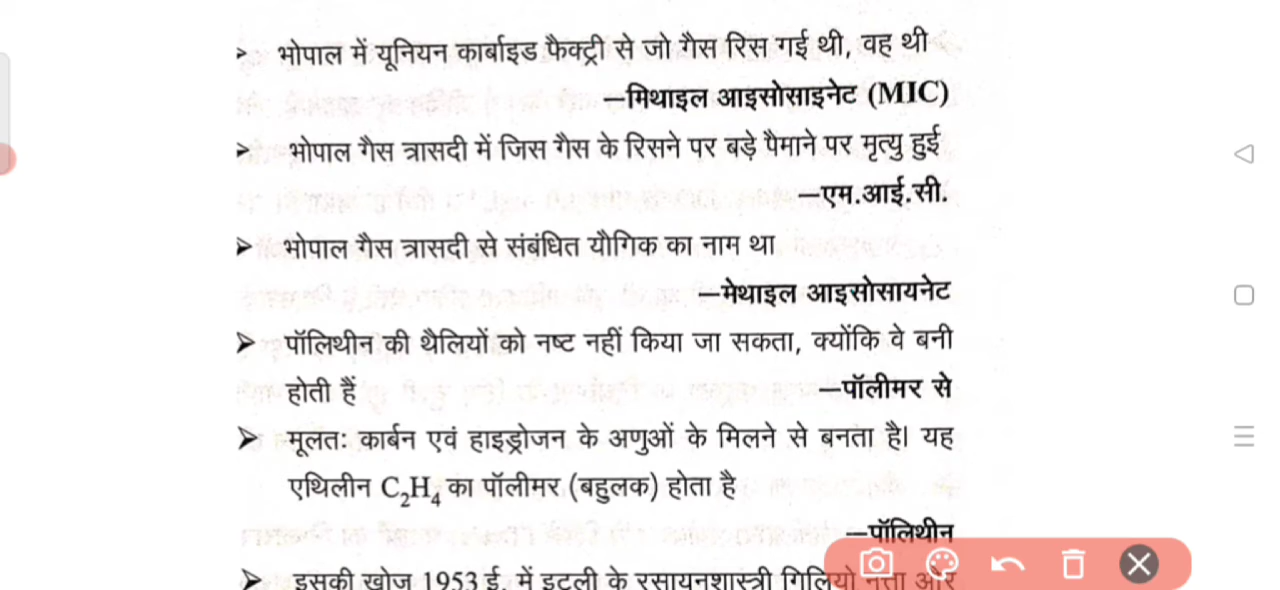 ➢ भोपाल में यूनियन कार्बाइड फैक्ट्री से जो गैस रिस गई थी, वह थी
—मिथाइल आइसोसाइनेट (MIC)
➢ भोपाल गैस त्रासदी में जिस गैस के रिसने पर बड़े पैमाने पर मृत्यु हुई
—एम.आई.सी.
➢ भोपाल गैस त्रासदी से संबंधित यौगिक का नाम था
—मेथाइल आइसोसायनेट
➢ पॉलिथीन की थैलियों को नष्ट नहीं किया जा सकता, क्योंकि वे बनी
होती हैं —पॉलीमर से
➢ मूलतः कार्बन एवं हाइड्रोजन के अणुओं के मिलने से बनता है। यह
एथिलीन C₂H₄ का पॉलीमर (बहुलक) होता है
—पॉलिथीन
➢ इसकी खोज 1953 ई. में इटली के रसायनशास्त्री गिलियो नत्ता और